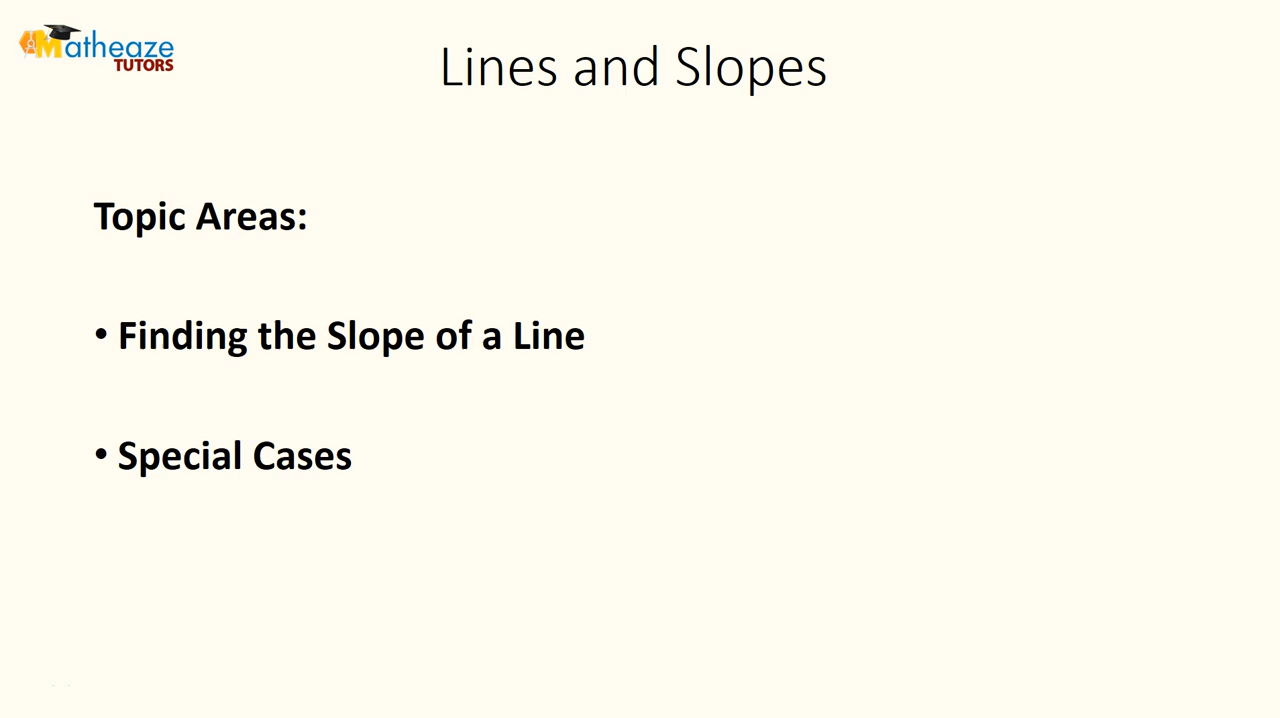 Matheaze
TUTORS
Lines and Slopes
Topic Areas:
• Finding the Slope of a Line
• Special Cases